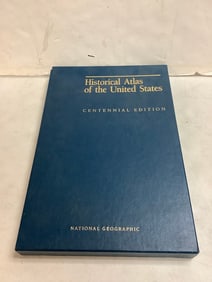 Historical Atlas
of the United States
CENTENNIAL EDITION
NATIONAL GEOGRAPHIC